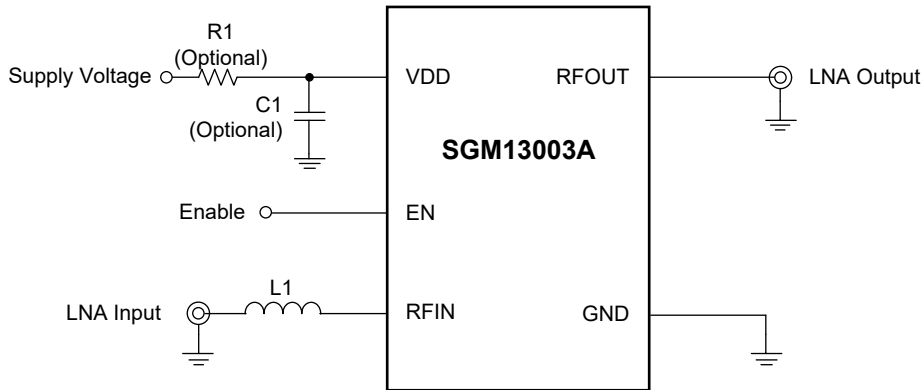 R1
(Optional)
Supply Voltage
VDD
RFOUT
LNA Output
C1
(Optional)
SGM13003A
Enable
EN
L1
LNA Input
RFIN
GND